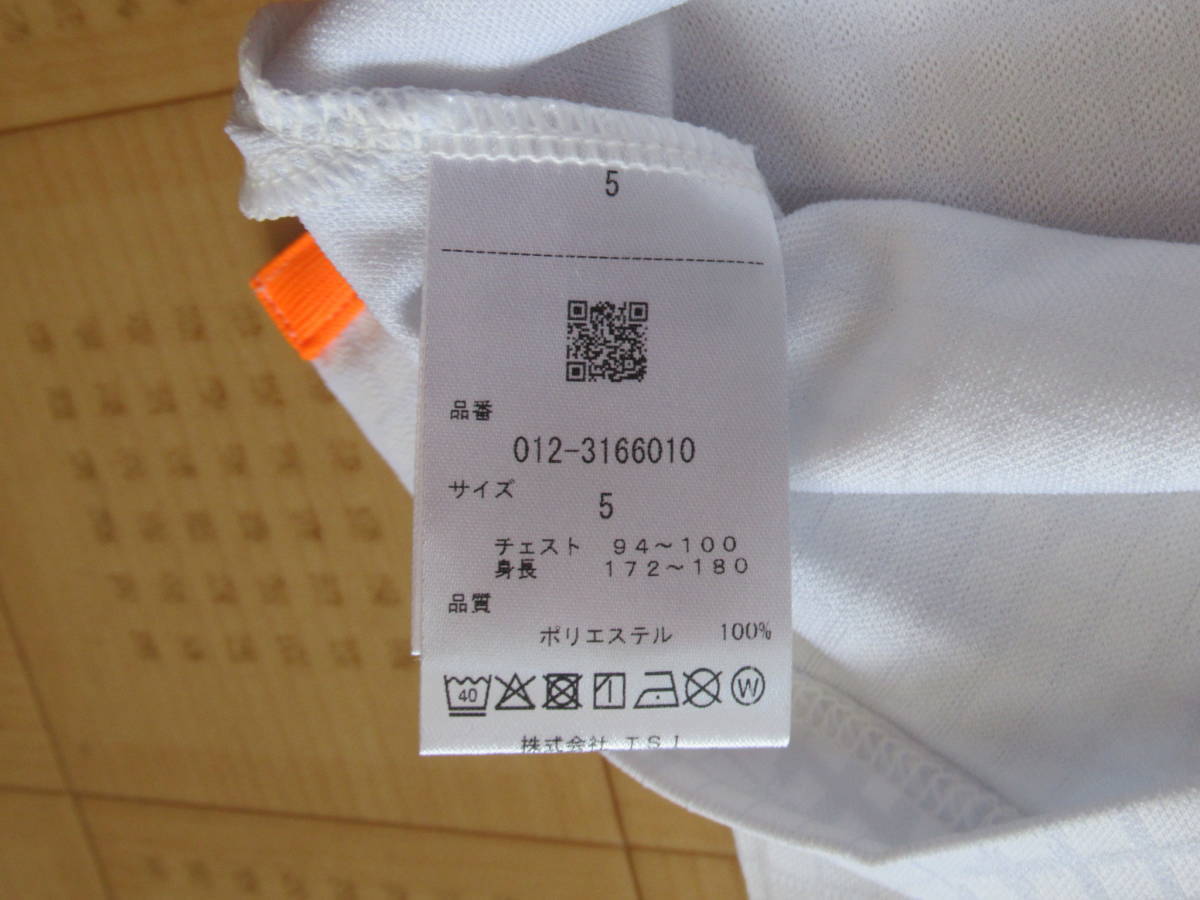 5
品番
012-3166010
サイズ
5
チェスト 94～100
身長 172～180
品質
ポリエステル 100%
40
W
株式会社 TSI